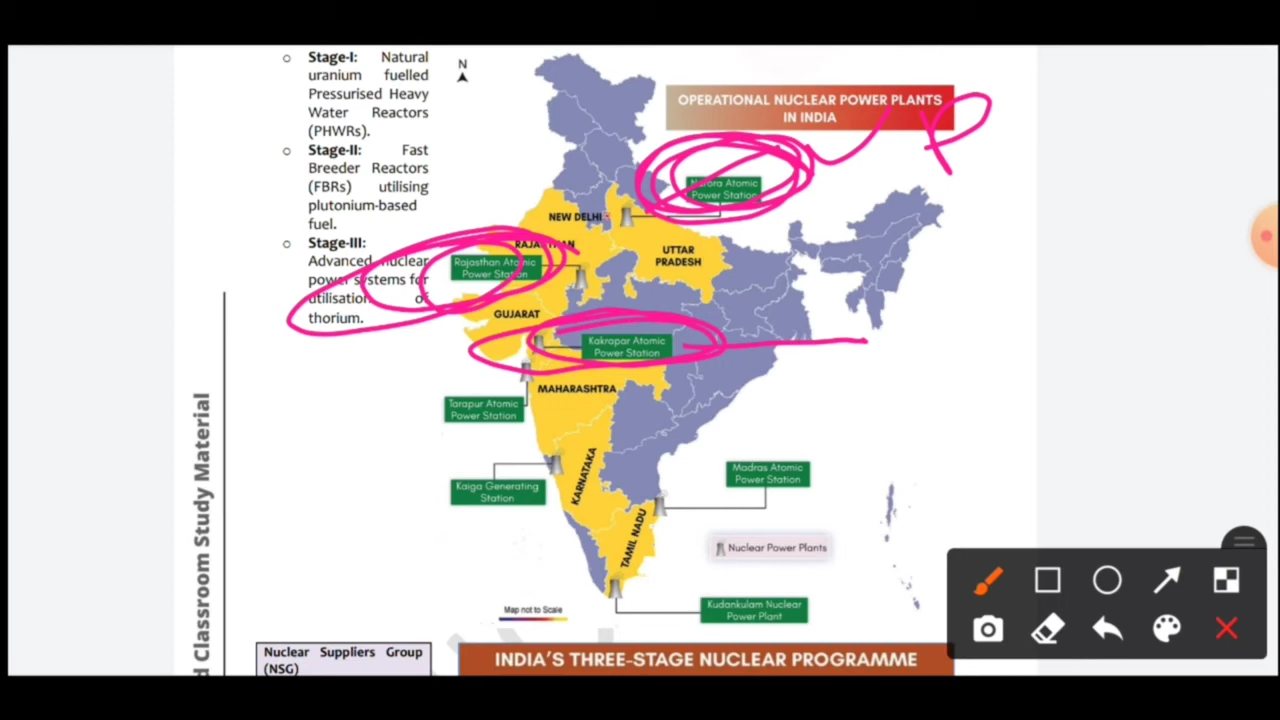 ○ Stage-I: Natural
uranium fuelled
Pressurised Heavy
Water Reactors
(PHWRs).
○ Stage-II: Fast
Breeder Reactors
(FBRs) utilising
plutonium-based
fuel.
○ Stage-III:
Advanced nuclear
power systems for
utilisation of
thorium.
N
OPERATIONAL NUCLEAR POWER PLANTS
IN INDIA
UP
Narora Atomic
Power Station
NEW DELHI
RAJASTHAN
UTTAR
PRADESH
Rajasthan Atomic
Power Station
GUJARAT
Kakrapar Atomic
Power Station
MAHARASHTRA
Tarapur Atomic
Power Station
KARNATAKA
Kaiga Generating
Station
Madras Atomic
Power Station
TAMIL NADU
Nuclear Power Plants
Kudankulam Nuclear
Power Plant
Map not to Scale
Classroom Study Material
Nuclear Suppliers Group
(NSG)
INDIA'S THREE-STAGE NUCLEAR PROGRAMME